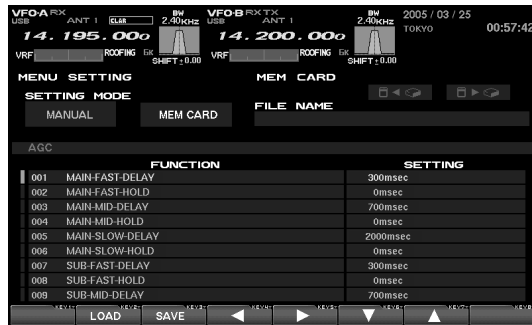 VFO-A RX BW VFO-B RX TX BW 2005 / 03 / 25
USB ANT 1 CLAR 2.40KHZ USB ANT 1 2.40KHZ TOKYO 00:57:42
14. 195. 000 14. 200. 000
VRF ROOFING 6K SHIFT ± 0.00 VRF ROOFING 6K SHIFT ± 0.00
MENU SETTING MEM CARD
SETTING MODE
MANUAL MEM CARD FILE NAME
AGC
FUNCTION SETTING
001 MAIN-FAST-DELAY 300msec
002 MAIN-FAST-HOLD 0msec
003 MAIN-MID-DELAY 700msec
004 MAIN-MID-HOLD 0msec
005 MAIN-SLOW-DELAY 2000msec
006 MAIN-SLOW-HOLD 0msec
007 SUB-FAST-DELAY 300msec
008 SUB-FAST-HOLD 0msec
009 SUB-MID-DELAY 700msec
LOAD SAVE